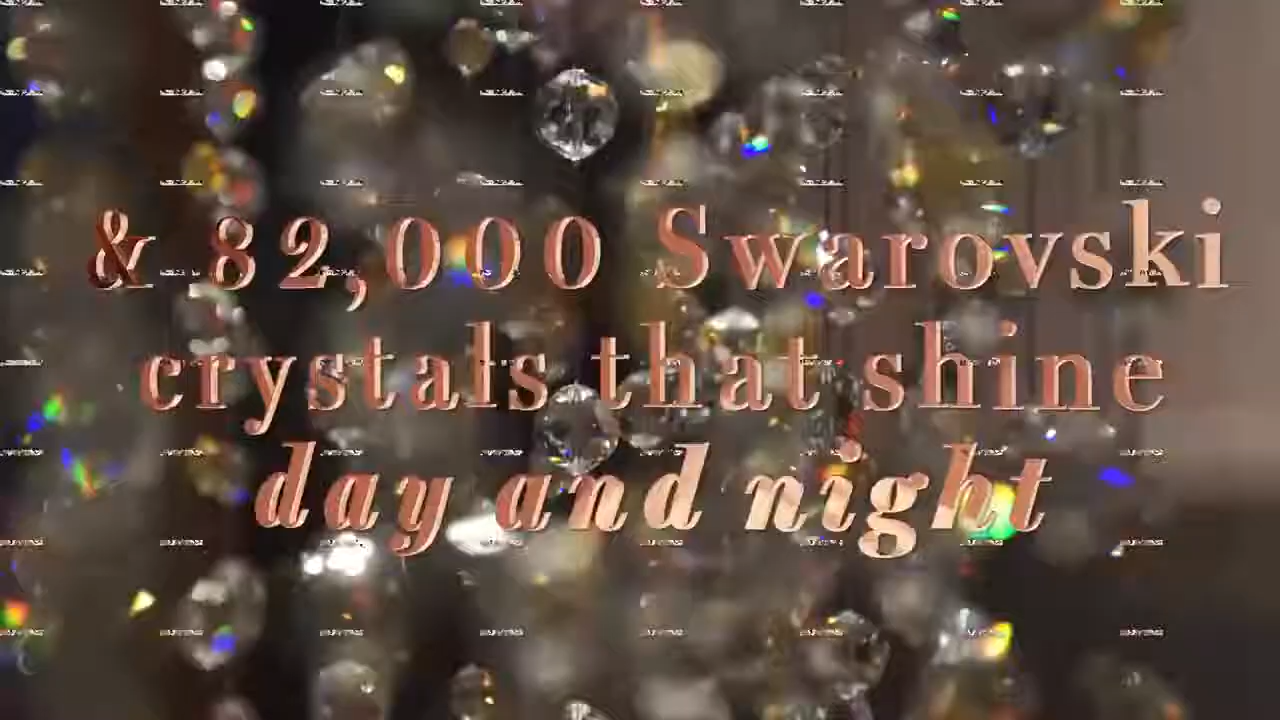 & 82,000 Swarovski
crystals that shine
day and night